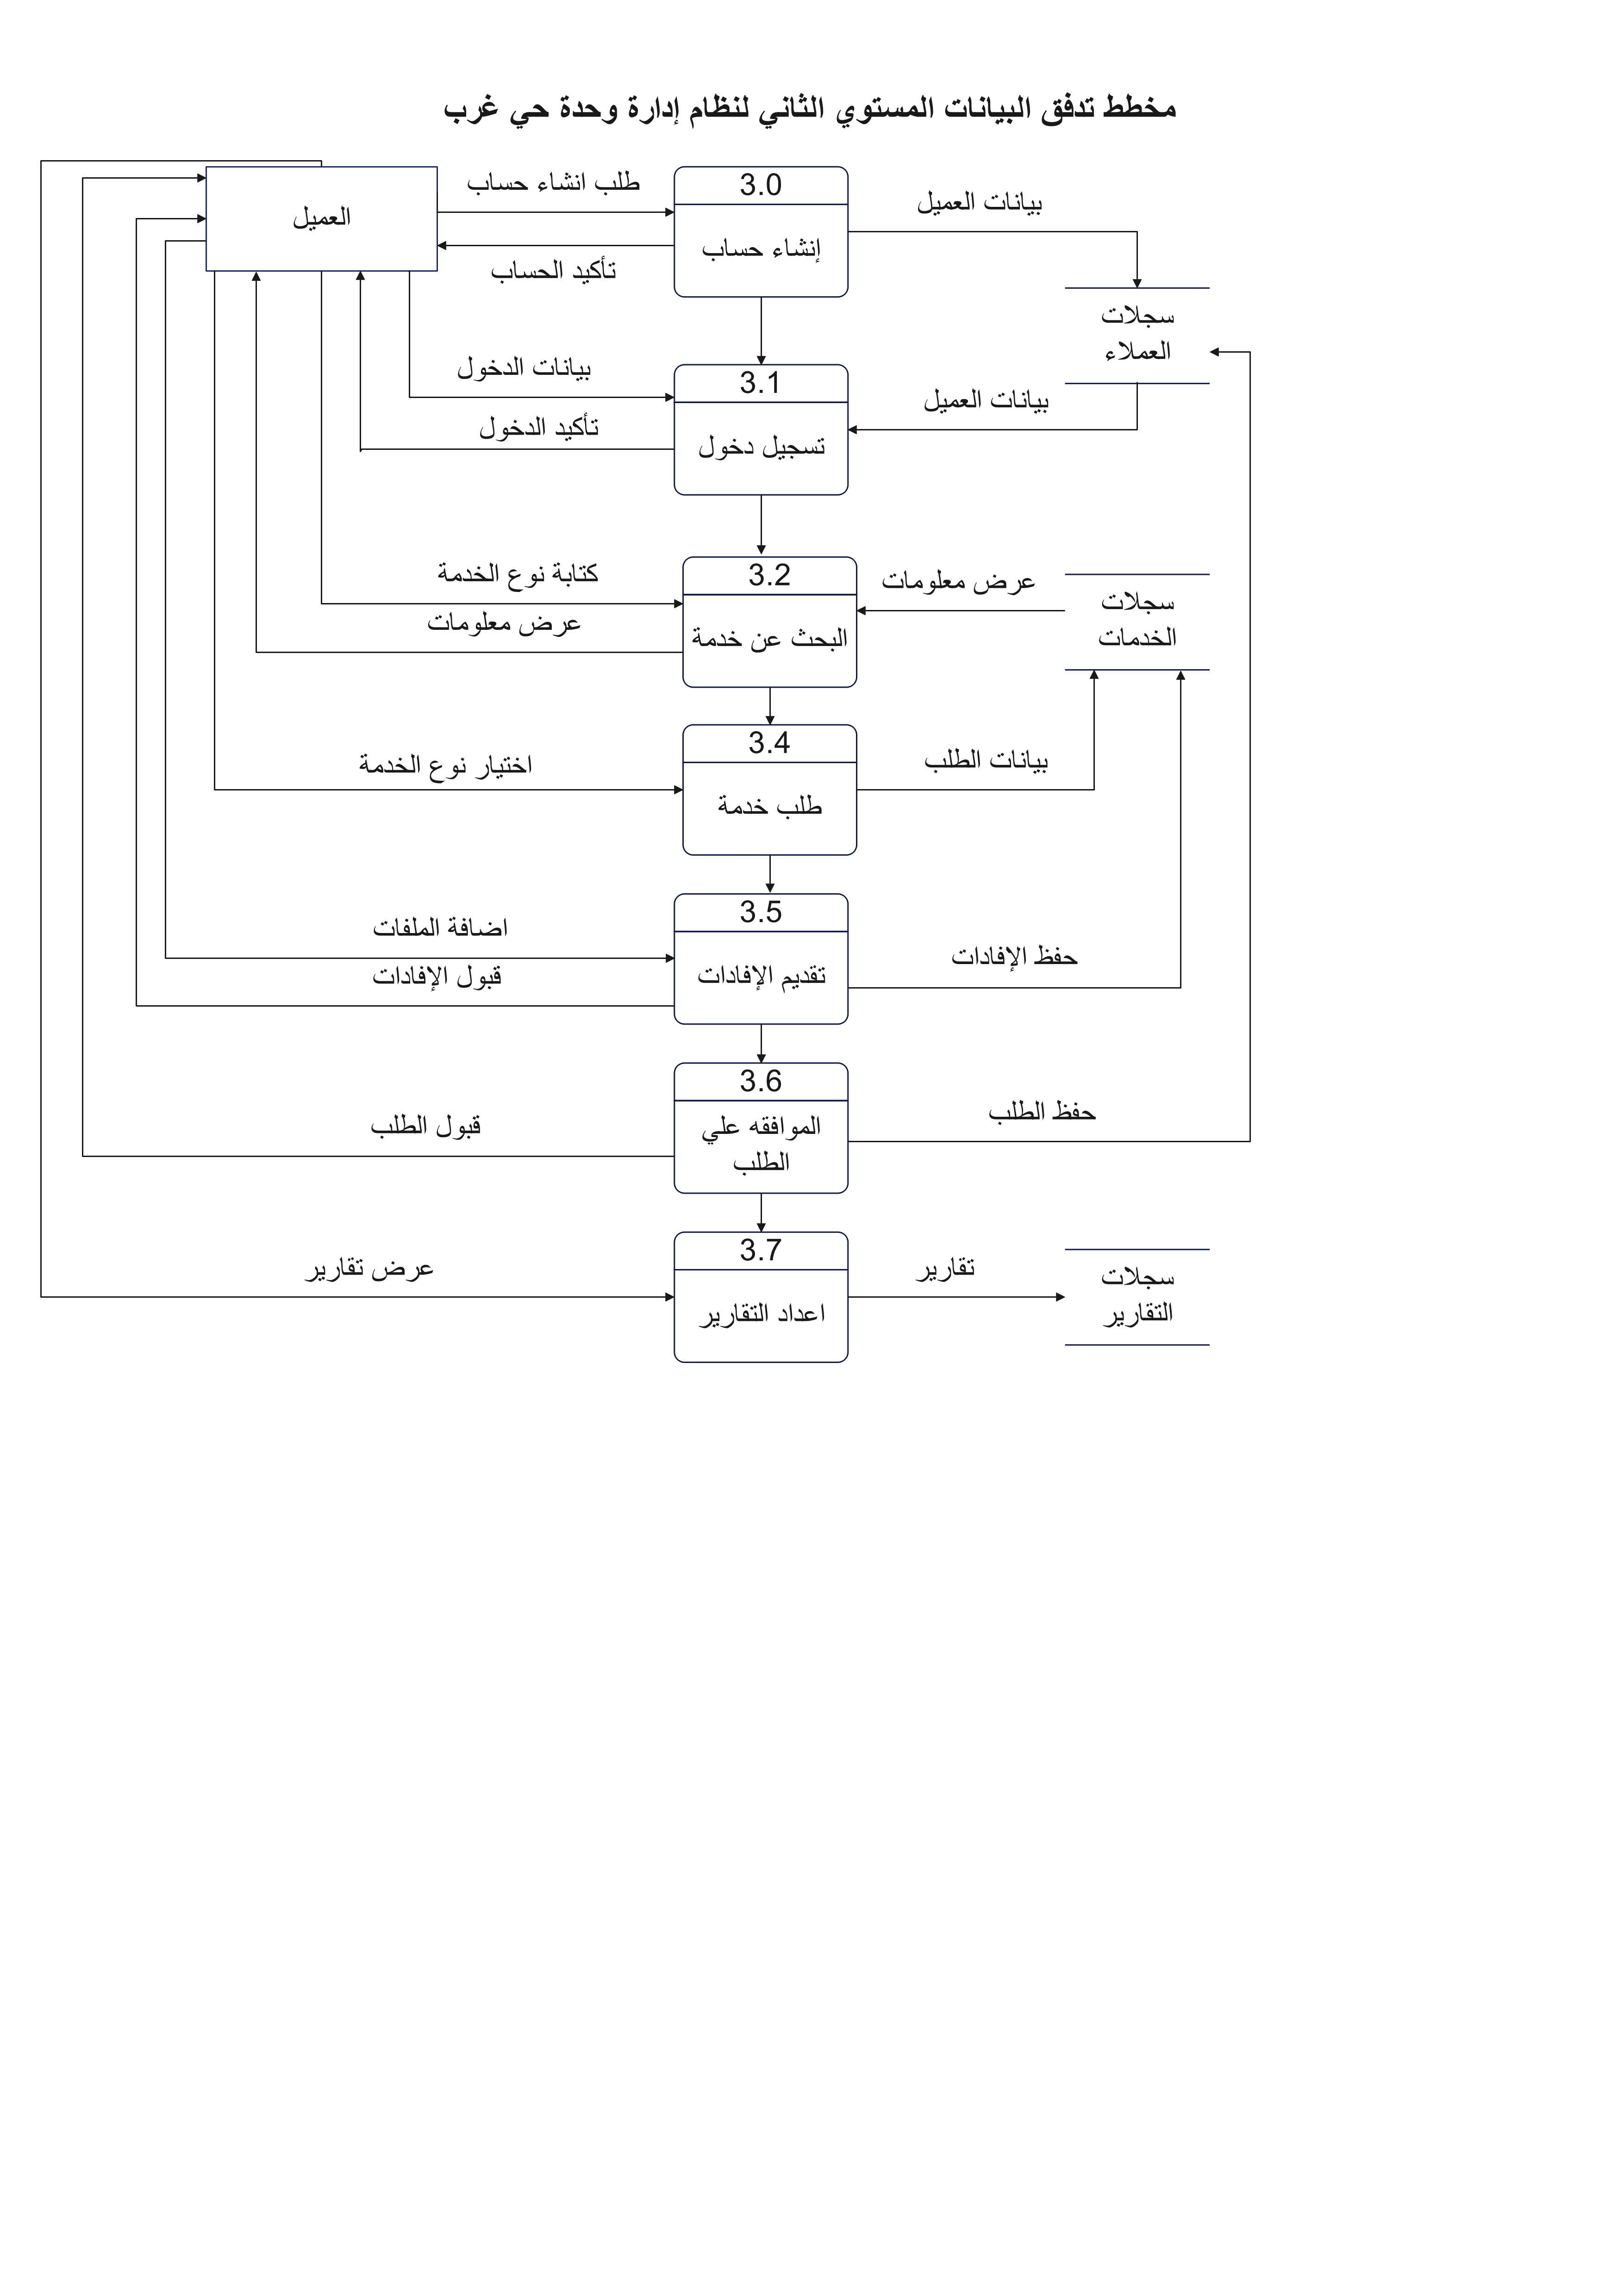 مخطط تدفق البيانات المستوي الثاني لنظام إدارة وحدة حي غرب
العميل
طلب انشاء حساب
3.0
إنشاء حساب
بيانات العميل
تأكيد الحساب
سجلات
العملاء
بيانات الدخول
3.1
تسجيل دخول
بيانات العميل
تأكيد الدخول
كتابة نوع الخدمة
3.2
البحث عن خدمة
عرض معلومات
سجلات
الخدمات
عرض معلومات
اختيار نوع الخدمة
3.4
طلب خدمة
بيانات الطلب
اضافة الملفات
3.5
تقديم الإفادات
حفظ الإفادات
قبول الإفادات
3.6
الموافقه علي
الطلب
حفظ الطلب
قبول الطلب
عرض تقارير
3.7
اعداد التقارير
تقارير
سجلات
التقارير